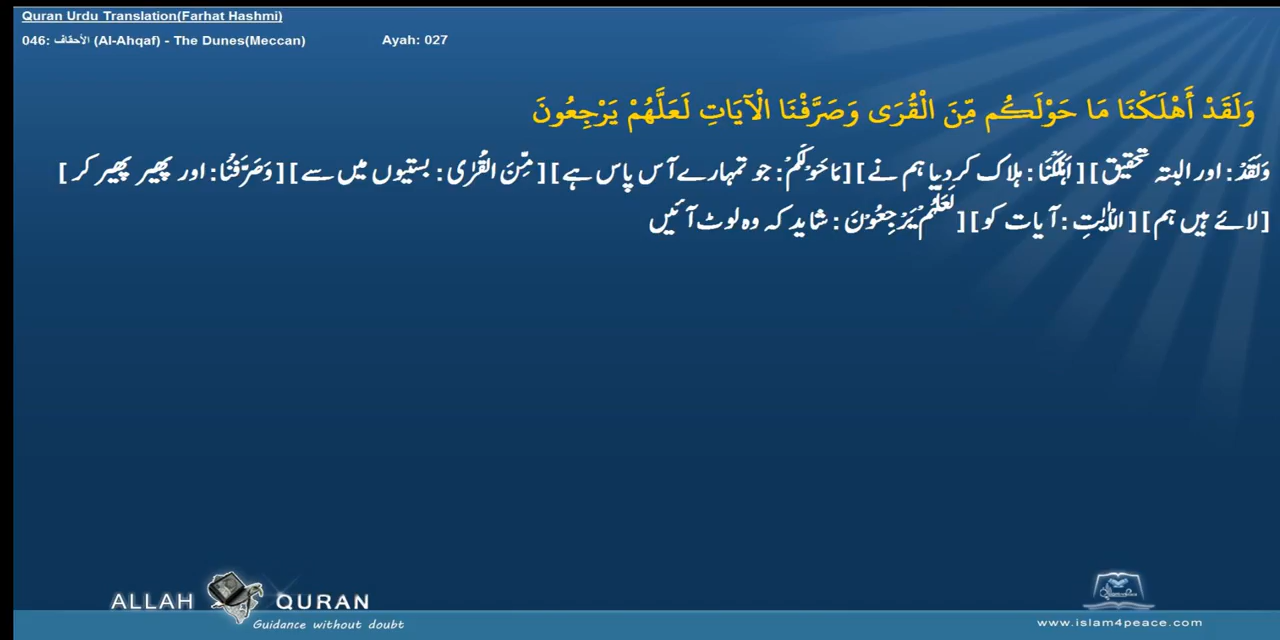 Quran Urdu Translation(Farhat Hashmi)
046: الأحقاف (Al-Ahqaf) - The Dunes(Meccan) Ayah: 027
وَلَقَدْ أَهْلَكْنَا مَا حَوْلَكُم مِّنَ الْقُرَى وَصَرَّفْنَا الْآيَاتِ لَعَلَّهُمْ يَرْجِعُونَ
وَلَقَدْ : اور البتہ تحقیق ] [ اَہْلَكْنَا : ہلاک کردیا ہم نے ] [ مَا حَوْلَكُمْ : جو تمہارے آس پاس ہے ] [ مِّنَ الْقُرٰى : بستیوں میں سے ] [ وَصَرَّفْنَا : اور پھیر پھیر کر ]
[ لائے ہیں ہم ] [ الْاٰيٰتِ : آیات کو ] [ لَعَلَّہُمْ يَرْجِعُوْنَ : شاید کہ وہ لوٹ آئیں
ALLAH QURAN
Guidance without doubt
www.islam4peace.com